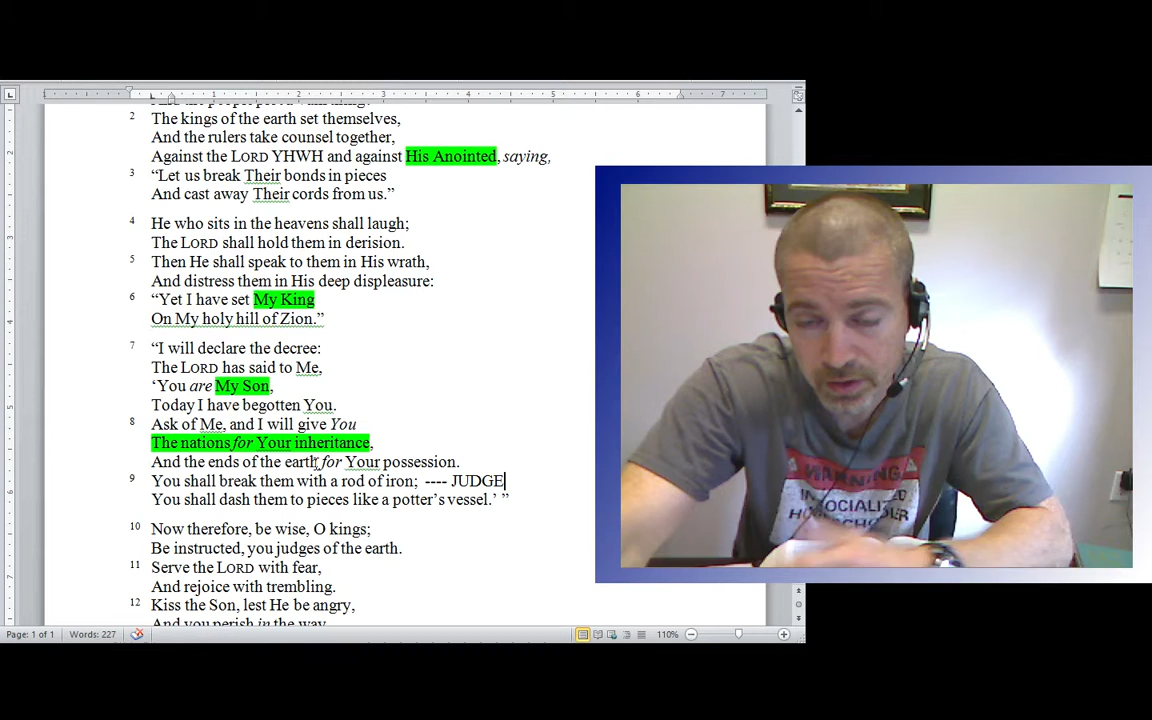 2 The kings of the earth set themselves,
And the rulers take counsel together,
Against the LORD YHWH and against His Anointed, saying,
3 “Let us break Their bonds in pieces
And cast away Their cords from us.”
4 He who sits in the heavens shall laugh;
The LORD shall hold them in derision.
5 Then He shall speak to them in His wrath,
And distress them in His deep displeasure:
6 “Yet I have set My King
On My holy hill of Zion.”
7 “I will declare the decree:
The LORD has said to Me,
‘You are My Son,
Today I have begotten You.
8 Ask of Me, and I will give You
The nations for Your inheritance,
And the ends of the earth for Your possession.
9 You shall break them with a rod of iron; ---- JUDGE
You shall dash them to pieces like a potter’s vessel.’ ”
10 Now therefore, be wise, O kings;
Be instructed, you judges of the earth.
11 Serve the LORD with fear,
And rejoice with trembling.
12 Kiss the Son, lest He be angry,
And you perish in the way,
Page: 1 of 1 Words: 227 110%
WARNING